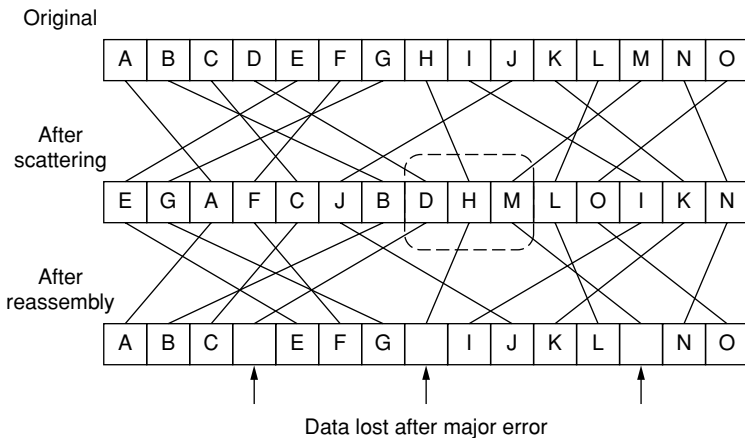 Original
A B C D E F G H I J K L M N O
After
scattering
E G A F C J B D H M L O I K N
After
reassembly
A B C E F G I J K L N O
Data lost after major error